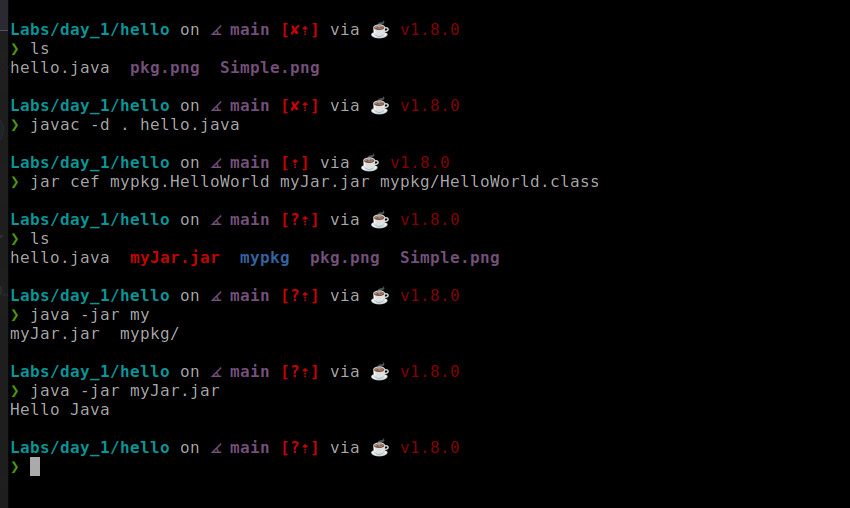 Labs/day_1/hello on ∡ main [✘⇡] via ☕ v1.8.0
❯ ls
hello.java  pkg.png  Simple.png
Labs/day_1/hello on ∡ main [✘⇡] via ☕ v1.8.0
❯ javac -d . hello.java
Labs/day_1/hello on ∡ main [⇡] via ☕ v1.8.0
❯ jar cef mypkg.HelloWorld myJar.jar mypkg/HelloWorld.class
Labs/day_1/hello on ∡ main [?⇡] via ☕ v1.8.0
❯ ls
hello.java  myJar.jar  mypkg  pkg.png  Simple.png
Labs/day_1/hello on ∡ main [?⇡] via ☕ v1.8.0
❯ java -jar my
myJar.jar  mypkg/
Labs/day_1/hello on ∡ main [?⇡] via ☕ v1.8.0
❯ java -jar myJar.jar
Hello Java
Labs/day_1/hello on ∡ main [?⇡] via ☕ v1.8.0
❯